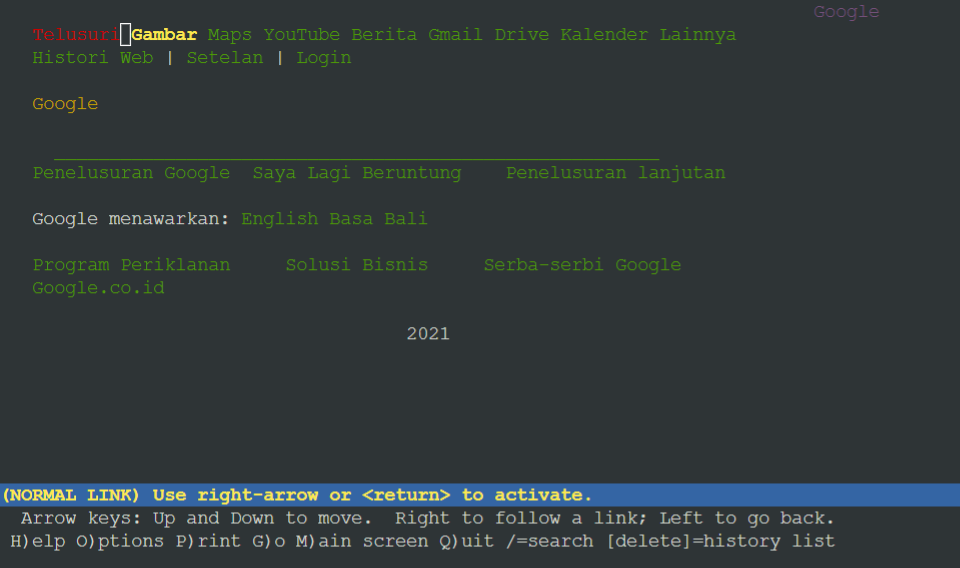 Google
Telusuri Gambar Maps YouTube Berita Gmail Drive Kalender Lainnya
Histori Web | Setelan | Login
Google
Penelusuran Google Saya Lagi Beruntung Penelusuran lanjutan
Google menawarkan: English Basa Bali
Program Periklanan Solusi Bisnis Serba-serbi Google
Google.co.id
2021
(NORMAL LINK) Use right-arrow or <return> to activate.
Arrow keys: Up and Down to move. Right to follow a link; Left to go back.
H)elp O)ptions P)rint G)o M)ain screen Q)uit /=search [delete]=history list